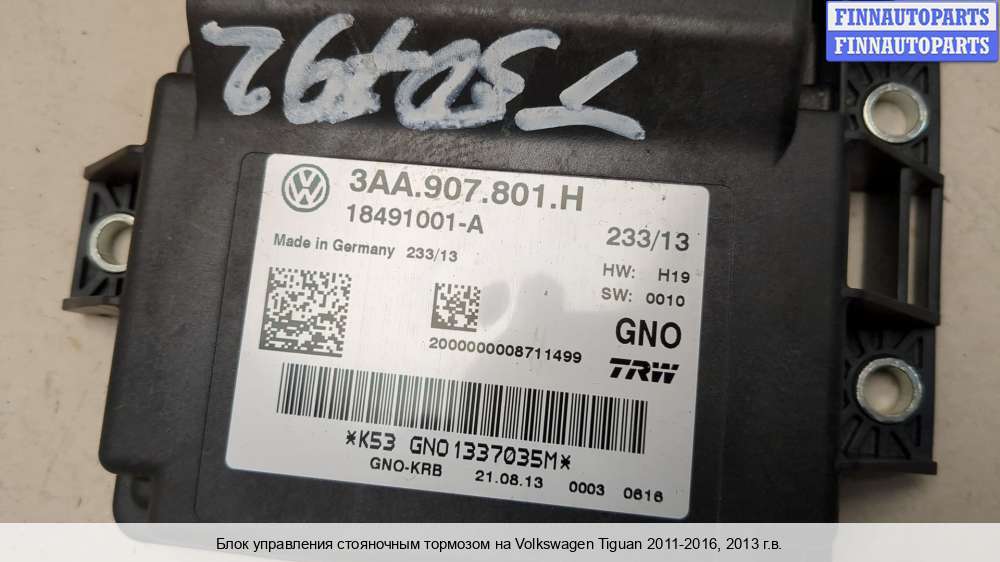 FINNAUTOPARTS
FINNAUTOPARTS
3AA.907.801.H
18491001-A
233/13
Made in Germany 233/13
HW: H19
SW: 0010
GNO
2000000008711499
TRW
*K53 GNO1337035M*
GNO-KRB 21.08.13 0003 0616
Блок управления стояночным тормозом на Volkswagen Tiguan 2011-2016, 2013 г.в.